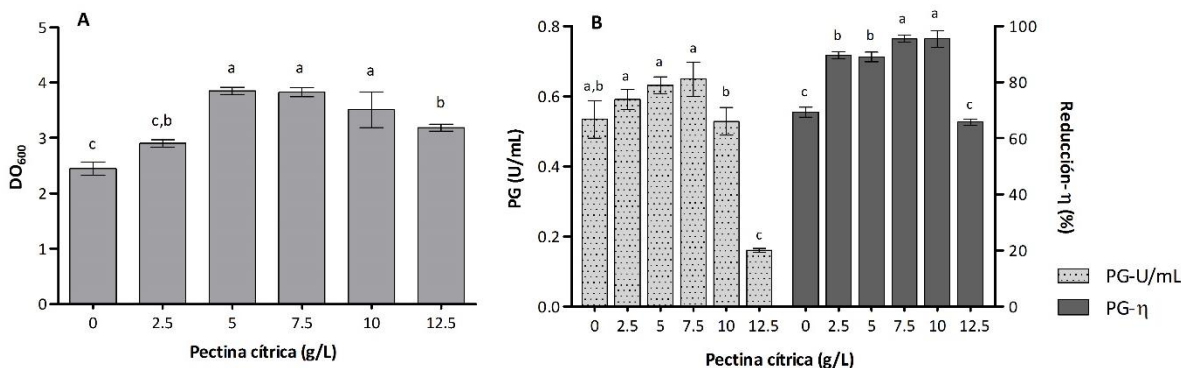 A
5
4
3
2
1
0
DO600
a
a
a
b
c,b
c
0 2.5 5 7.5 10 12.5
Pectina cítrica (g/L)
B
0.8
0.6
0.4
0.2
0.0
PG (U/mL)
a,b
a
a
a
b
c
c
b
b
a
a
c
0 2.5 5 7.5 10 12.5 0 2.5 5 7.5 10 12.5
Pectina cítrica (g/L)
100
80
60
40
20
0
Reducción- η (%)
PG-U/mL
PG-η